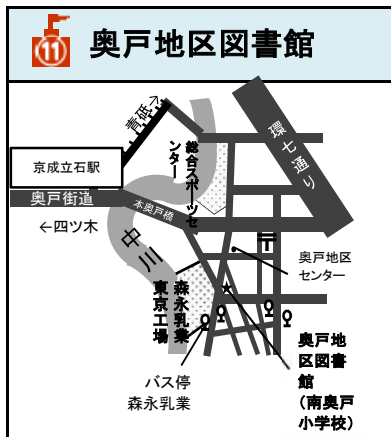 ⑪ 奥戸地区図書館
青砥→
総合スポーツセ
ンター
環七通り
京成立石駅
奥戸街道
本奥戸橋
←四ツ木
中川
〒
奥戸地区
センター
森永乳業
東京工場
奥戸地
区図書
館
（南奥戸
小学校）
バス停
森永乳業